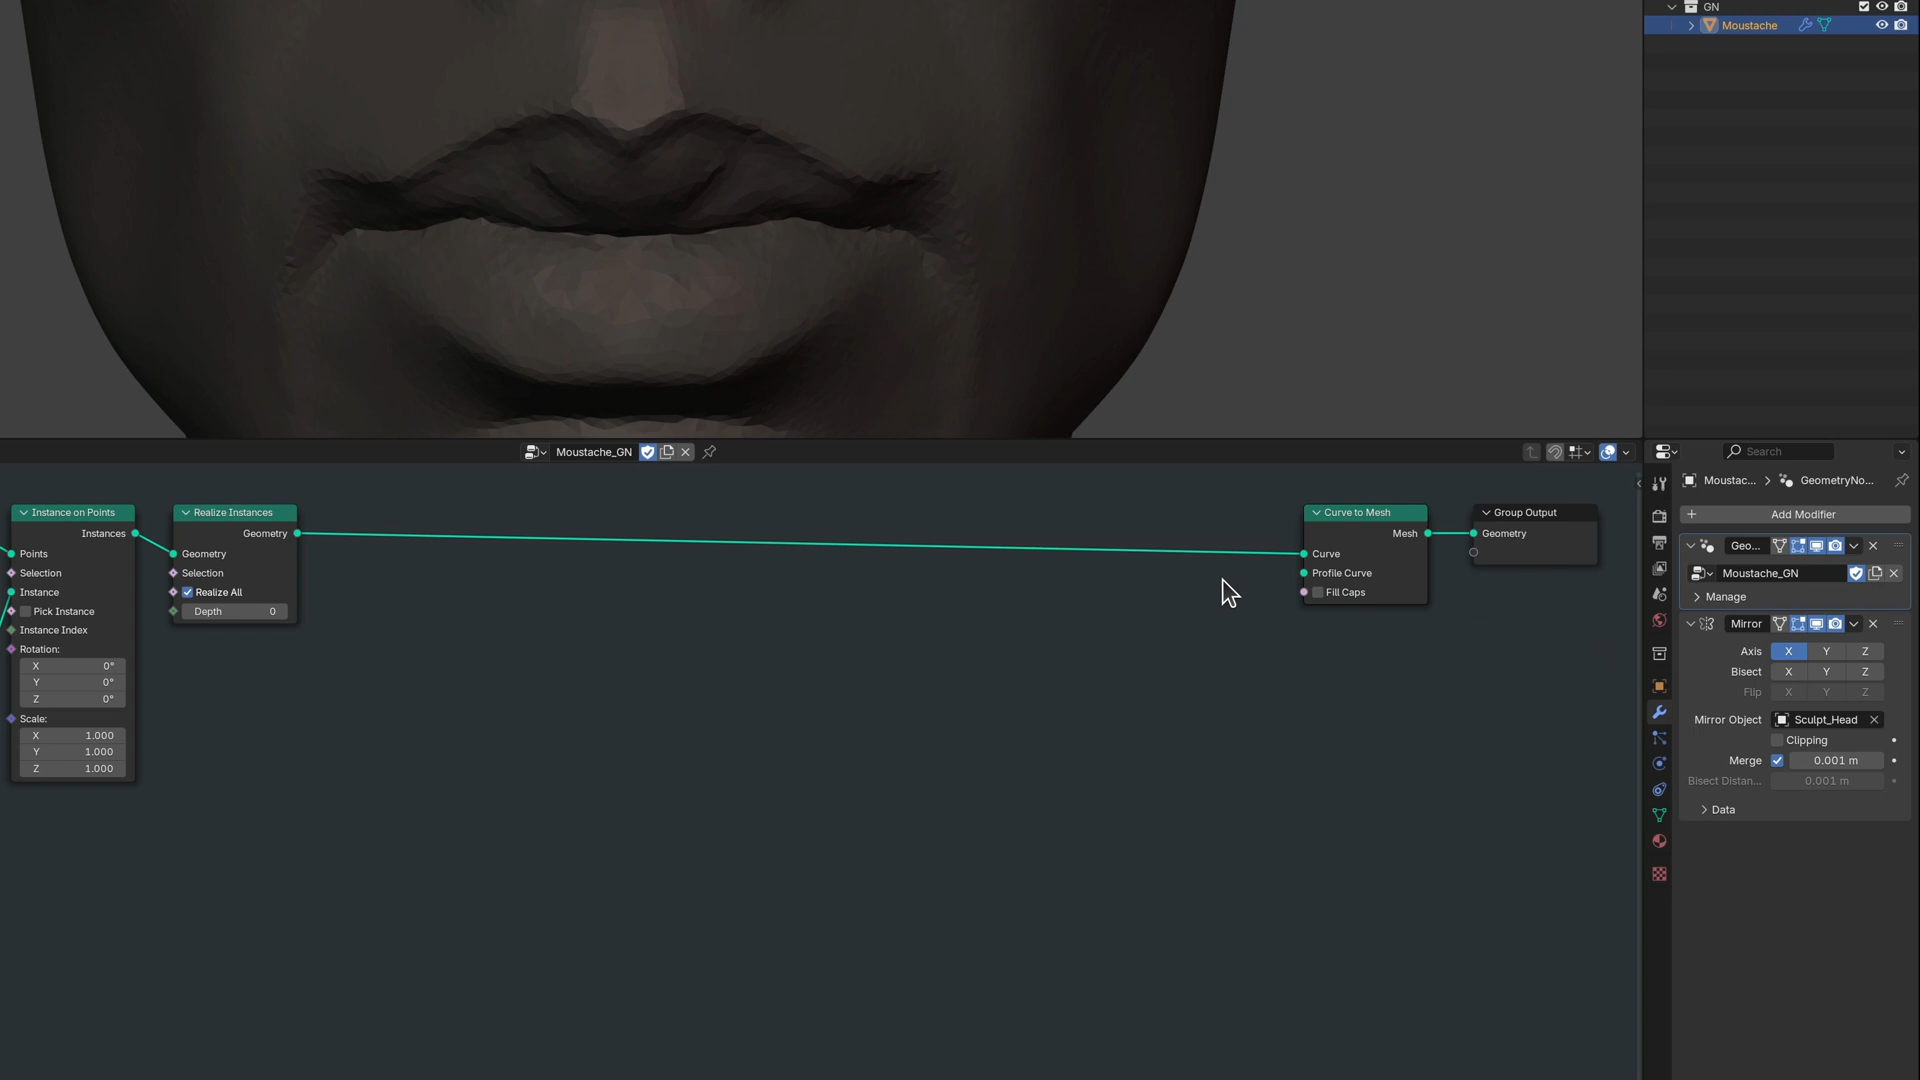 GN
Moustache
Moustache_GN
Search
Moustac... > GeometryNo...
Instance on Points
Instances
Points
Selection
Instance
Pick Instance
Instance Index
Rotation:
X 0°
Y 0°
Z 0°
Scale:
X 1.000
Y 1.000
Z 1.000
Realize Instances
Geometry
Geometry
Selection
Realize All
Depth 0
Curve to Mesh
Mesh
Curve
Profile Curve
Fill Caps
Group Output
Geometry
+ Add Modifier
Geo...
Moustache_GN
Manage
Mirror
Axis X Y Z
Bisect X Y Z
Flip X Y Z
Mirror Object Sculpt_Head
Clipping
Merge 0.001 m
Bisect Distan... 0.001 m
Data